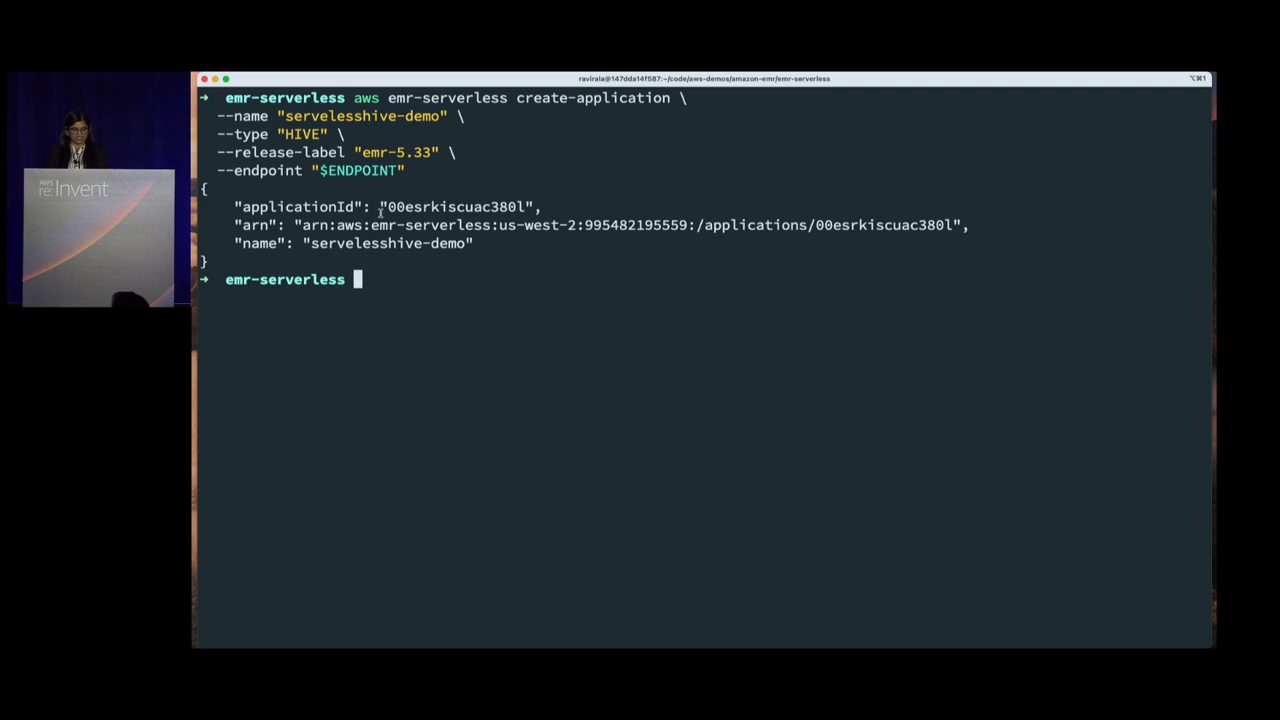 ravirala@147dda14f587:~/code/aws-demos/amazon-emr/emr-serverless
⌥⌘1
➜ emr-serverless aws emr-serverless create-application \
--name "servelesshive-demo" \
--type "HIVE" \
--release-label "emr-5.33" \
--endpoint "$ENDPOINT"
{
"applicationId": "00esrkiscuac380l",
"arn": "arn:aws:emr-serverless:us-west-2:995482195559:/applications/00esrkiscuac380l",
"name": "servelesshive-demo"
}
➜ emr-serverless
AWS
re:Invent